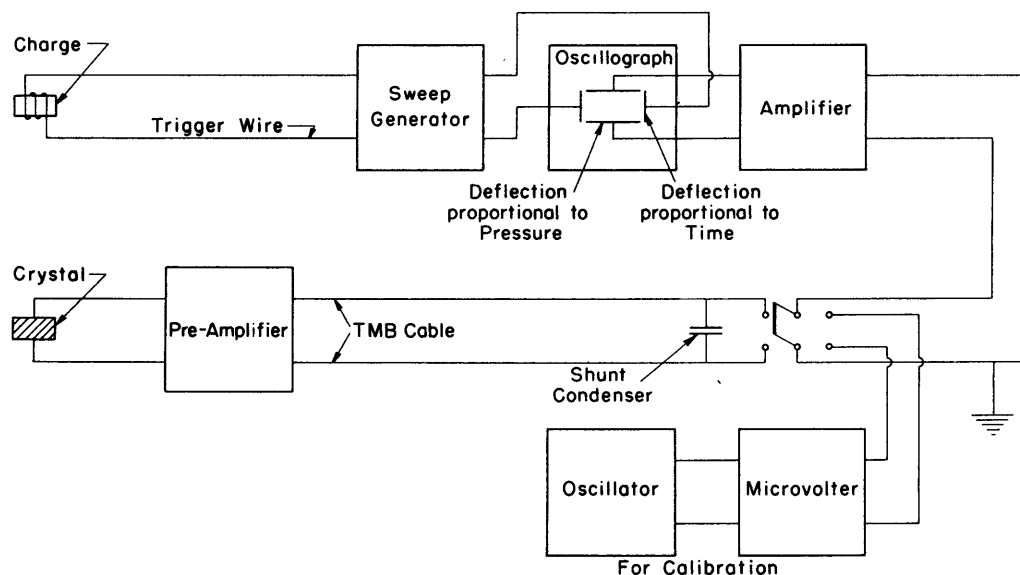 Charge
Trigger Wire
Sweep
Generator
Oscillograph
Amplifier
Deflection
proportional to
Pressure
Deflection
proportional to
Time
Crystal
Pre-Amplifier
TMB Cable
Shunt
Condenser
Oscillator
Microvolter
For Calibration